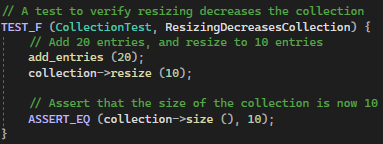 // A test to verify resizing decreases the collection
TEST_F (CollectionTest, ResizingDecreasesCollection) {
    // Add 20 entries, and resize to 10 entries
    add_entries (20);
    collection->resize (10);

    // Assert that the size of the collection is now 10
    ASSERT_EQ (collection->size (), 10);
}